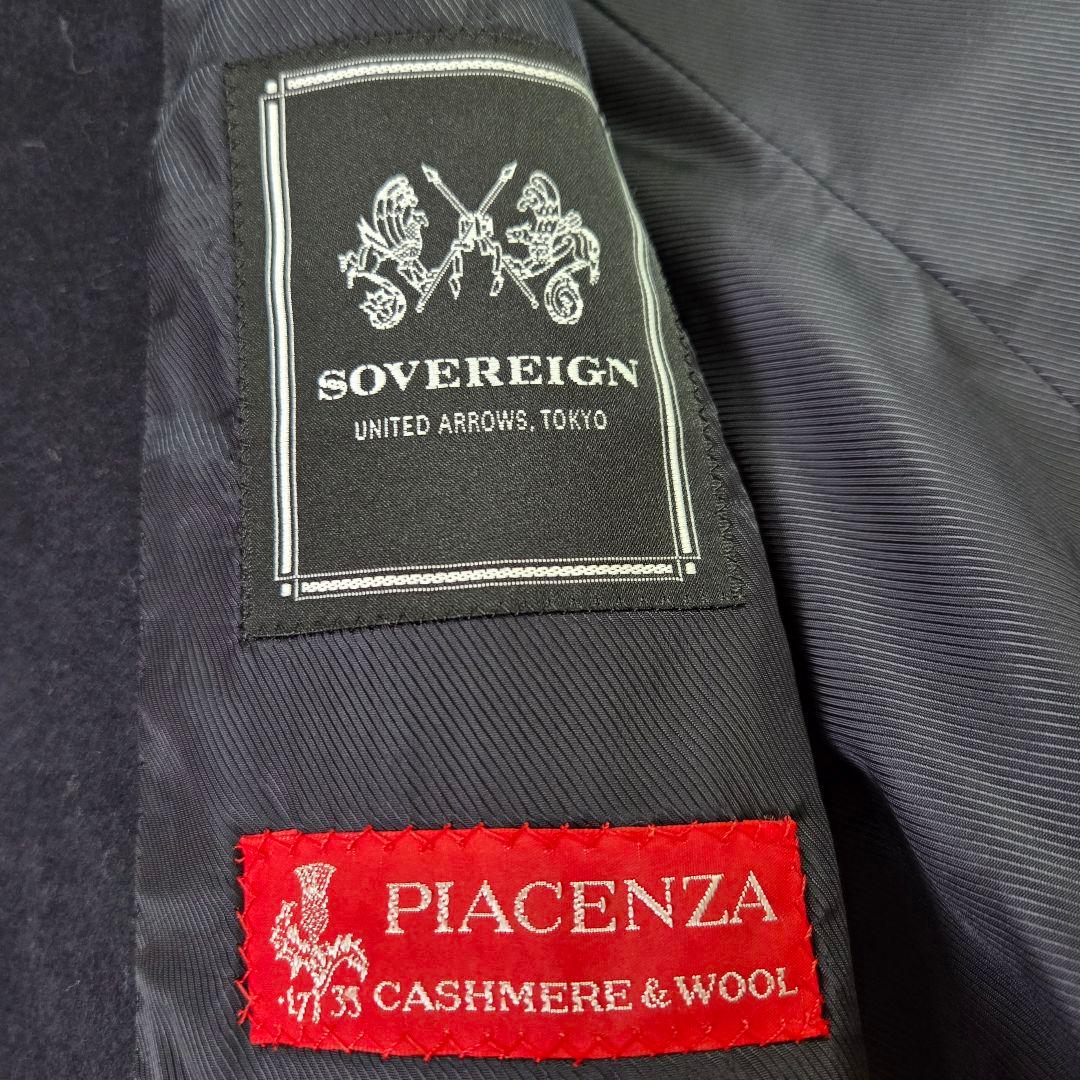 SOVEREIGN
UNITED ARROWS, TOKYO
PIACENZA
1733
CASHMERE & WOOL